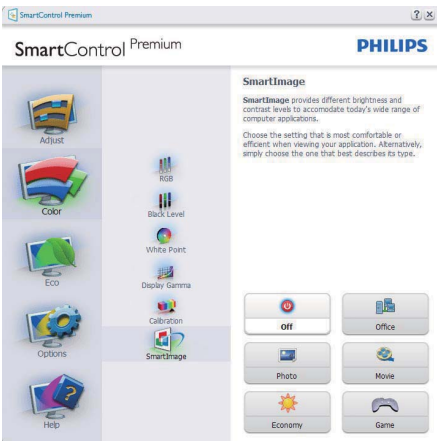 SmartControl Premium
SmartControl Premium
PHILIPS
Adjust
Color
Eco
Options
Help
RGB
Black Level
White Point
Display Gamma
Calibration
SmartImage
SmartImage
SmartImage provides different brightness and
contrast levels to accomodate today's wide range of
computer applications.
Choose the setting that is most comfortable or
efficient when viewing your application. Alternatively,
simply choose the one that best describes its type.
Off
Office
Photo
Movie
Economy
Game